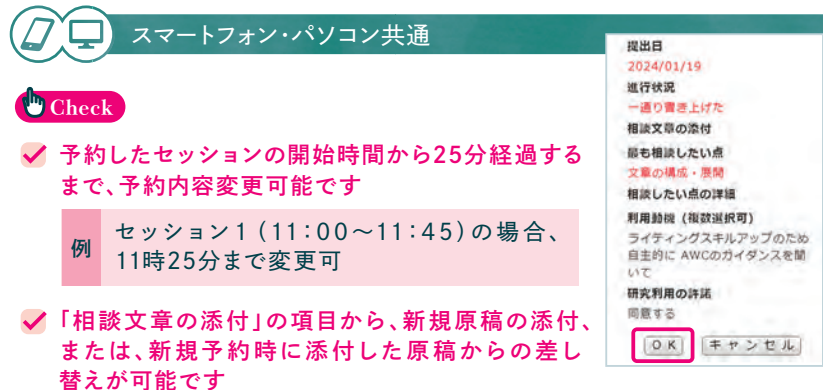 スマートフォン・パソコン共通
Check
予約したセッションの開始時間から25分経過する
まで、予約内容変更可能です
例
セッション1（11：00～11：45）の場合、
11時25分まで変更可
「相談文章の添付」の項目から、新規原稿の添付、
または、新規予約時に添付した原稿からの差し
替えが可能です
提出日
2024/01/19
進行状況
一通り書き上げた
相談文章の添付
最も相談したい点
文章の構成・展開
相談したい点の詳細
利用動機（複数選択可）
ライティングスキルアップのため
自主的に AWCのガイダンスを聞
いて
研究利用の許諾
同意する
ＯＫ
キャンセル